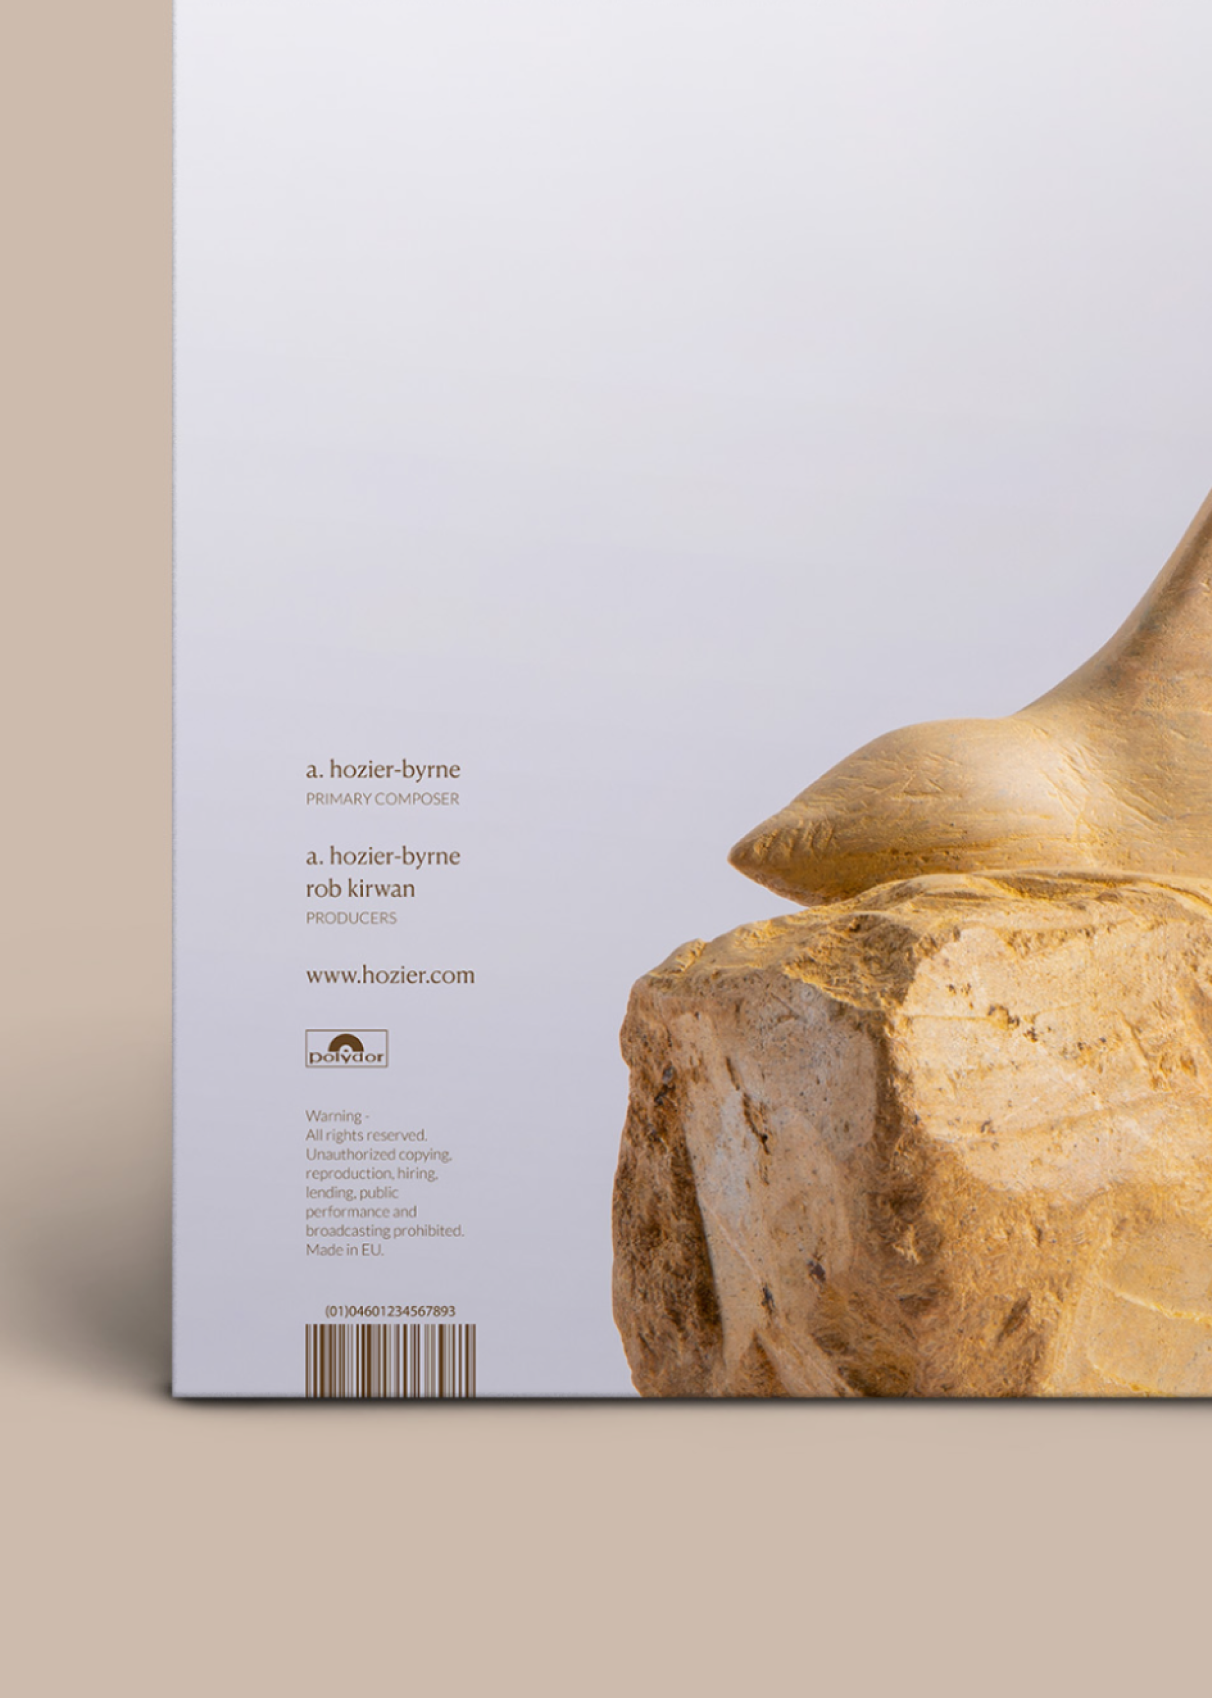 a. hozier-byrne
PRIMARY COMPOSER
a. hozier-byrne
rob kirwan
PRODUCERS
www.hozier.com
polydor
Warning -
All rights reserved.
Unauthorized copying,
reproduction, hiring,
lending, public
performance and
broadcasting prohibited.
Made in EU.
(01)04601234567893